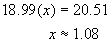 18.99(x) = 20.51
x ≈ 1.08